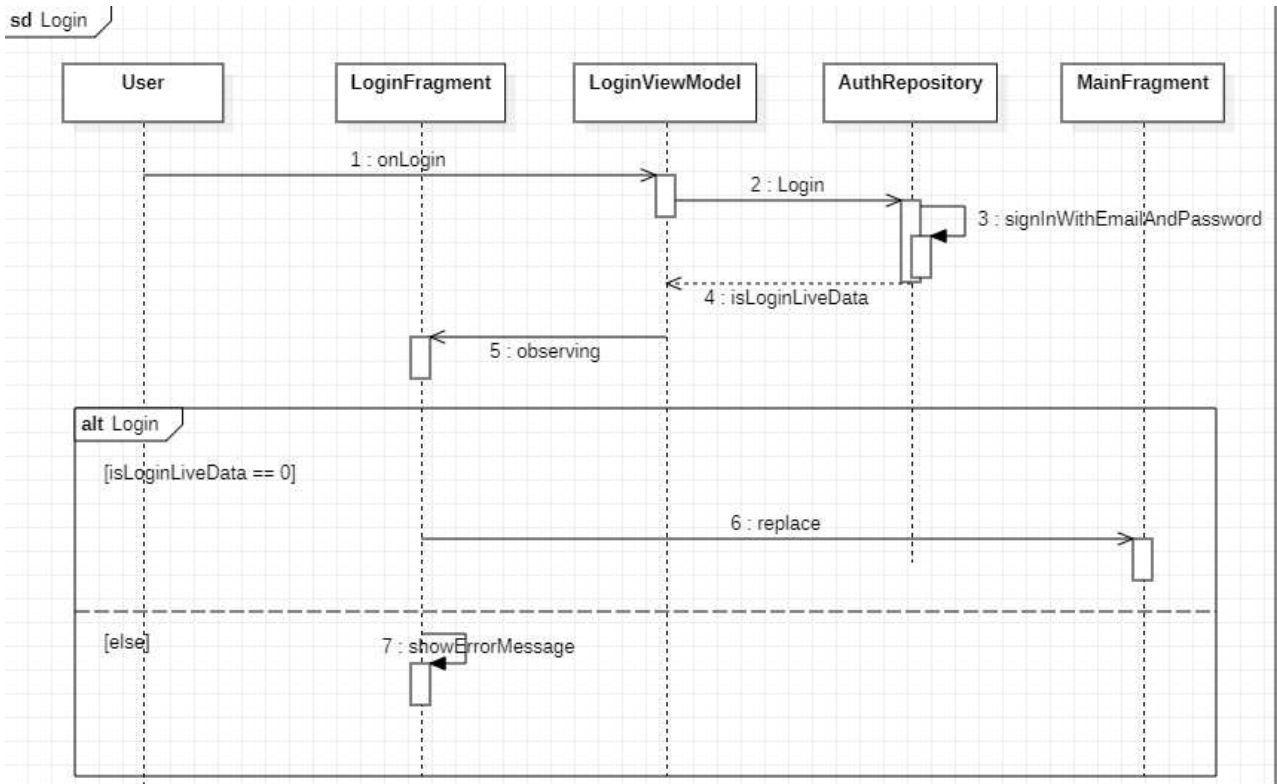 sd Login
User
LoginFragment
LoginViewModel
AuthRepository
MainFragment
1 : onLogin
2 : Login
3 : signInWithEmailAndPassword
4 : isLoginLiveData
5 : observing
alt Login
[isLoginLiveData == 0]
6 : replace
[else]
7 : showErrorMessage